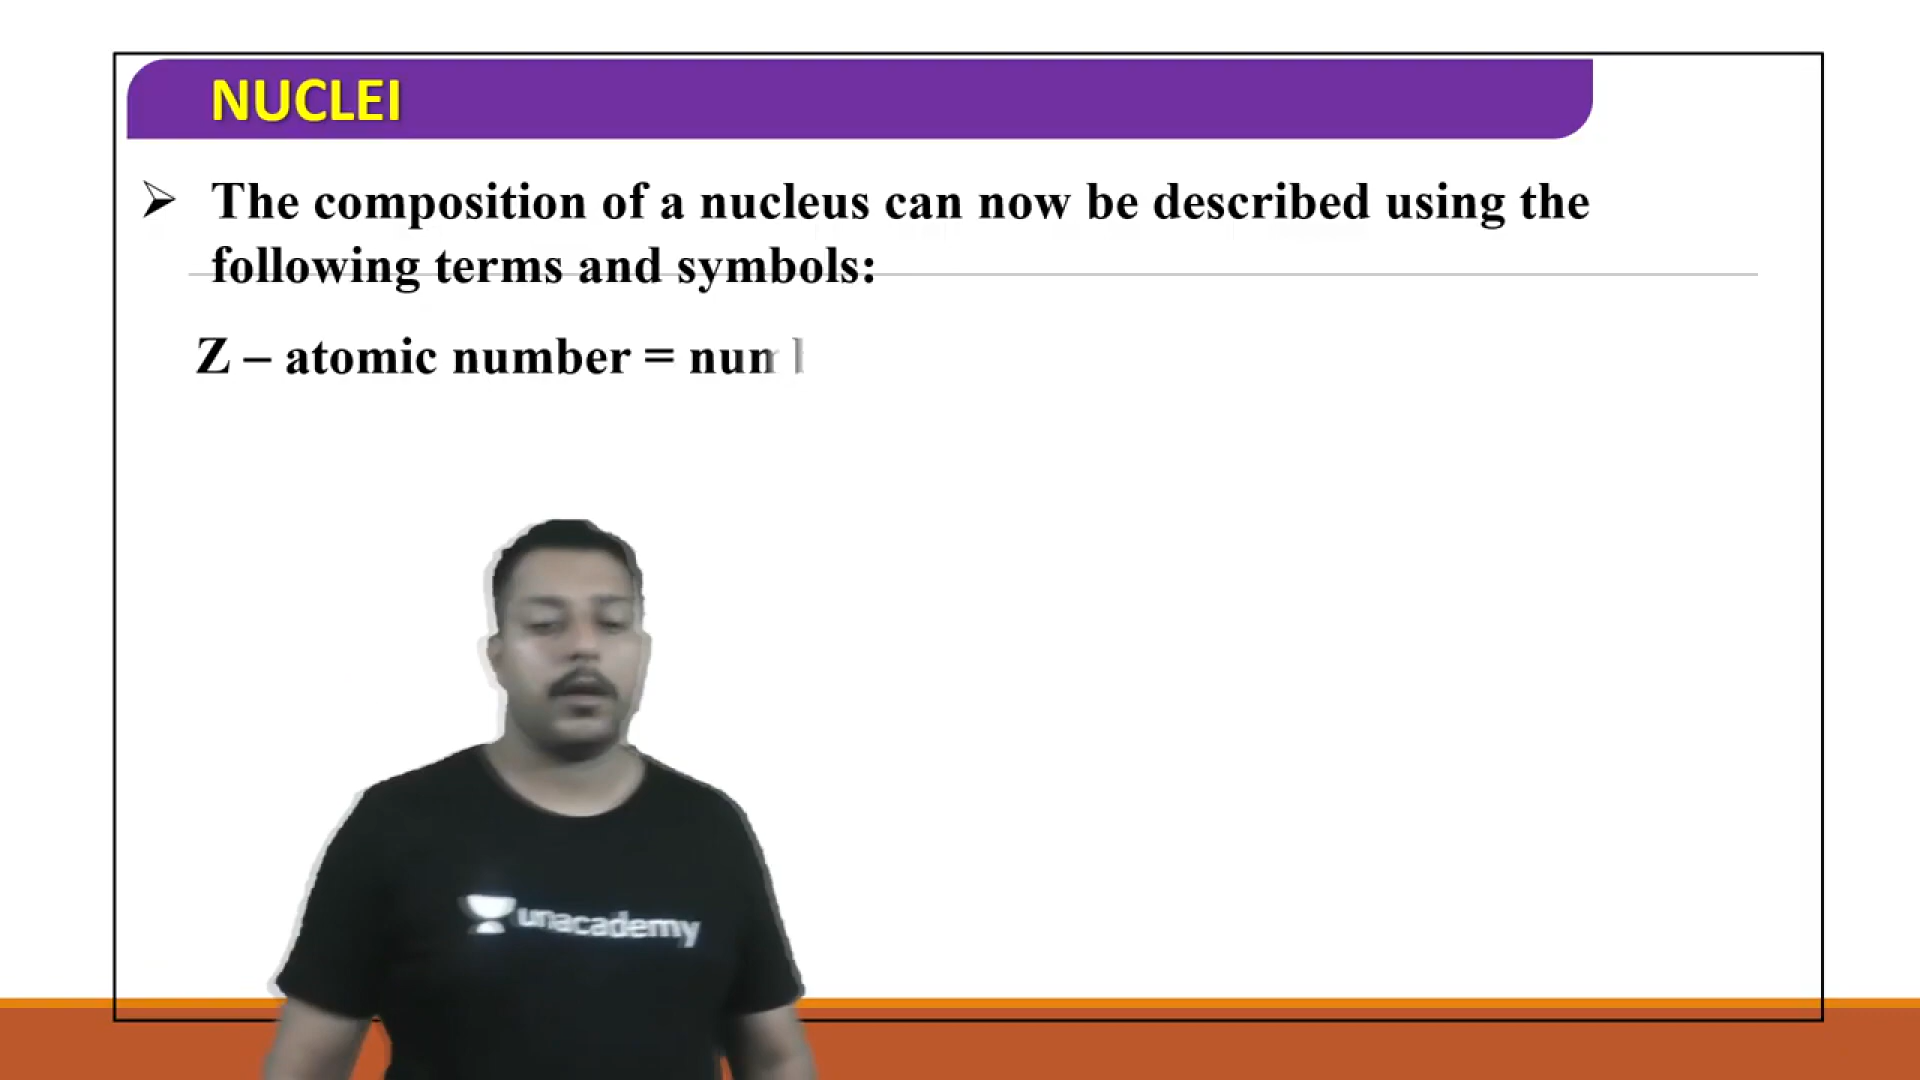 NUCLEI
➢ The composition of a nucleus can now be described using the
following terms and symbols:
Z – atomic number =
unacademy